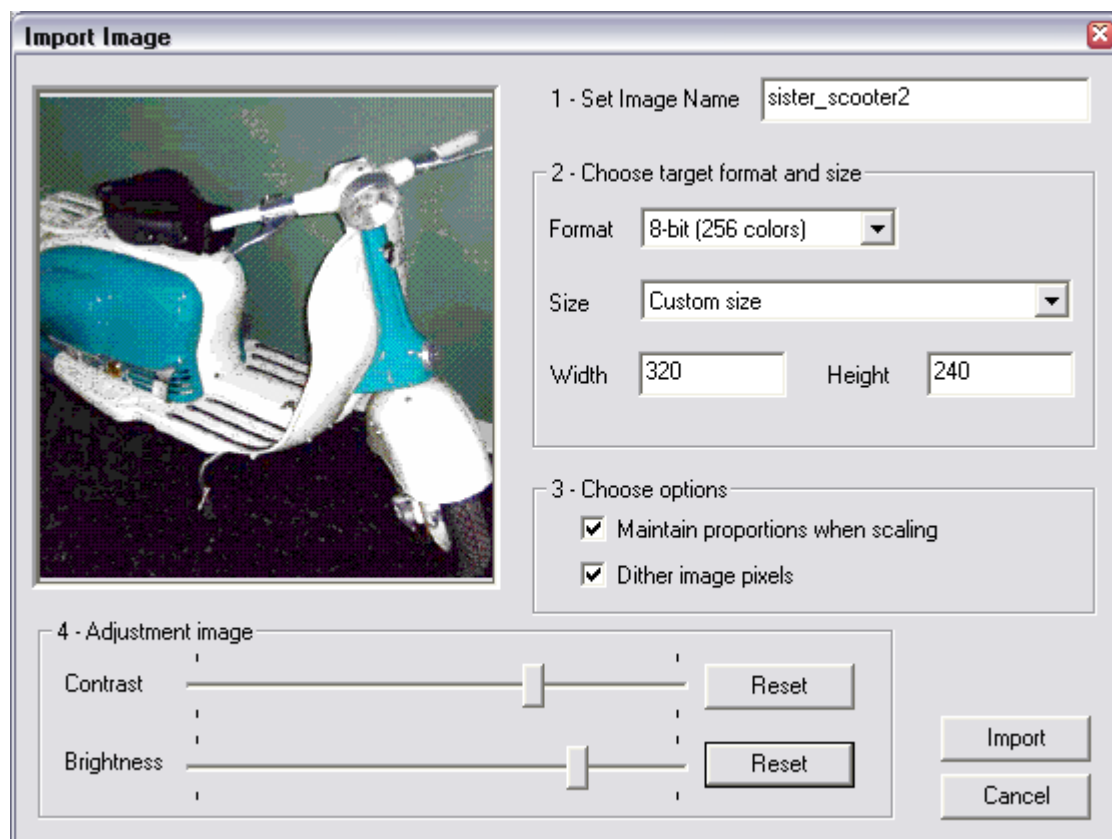 Import Image
1 - Set Image Name sister_scooter2
2 - Choose target format and size
Format 8-bit (256 colors)
Size Custom size
Width 320 Height 240
3 - Choose options
Maintain proportions when scaling
Dither image pixels
4 - Adjustment image
Contrast Reset
Brightness Reset
Import
Cancel